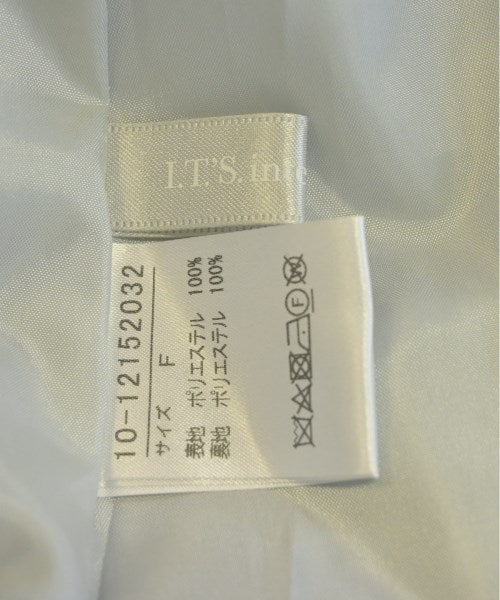 I.T.'S. inte
10-12152032
サイズ F
表地 ポリエステル 100%
裏地 ポリエステル 100%
F W